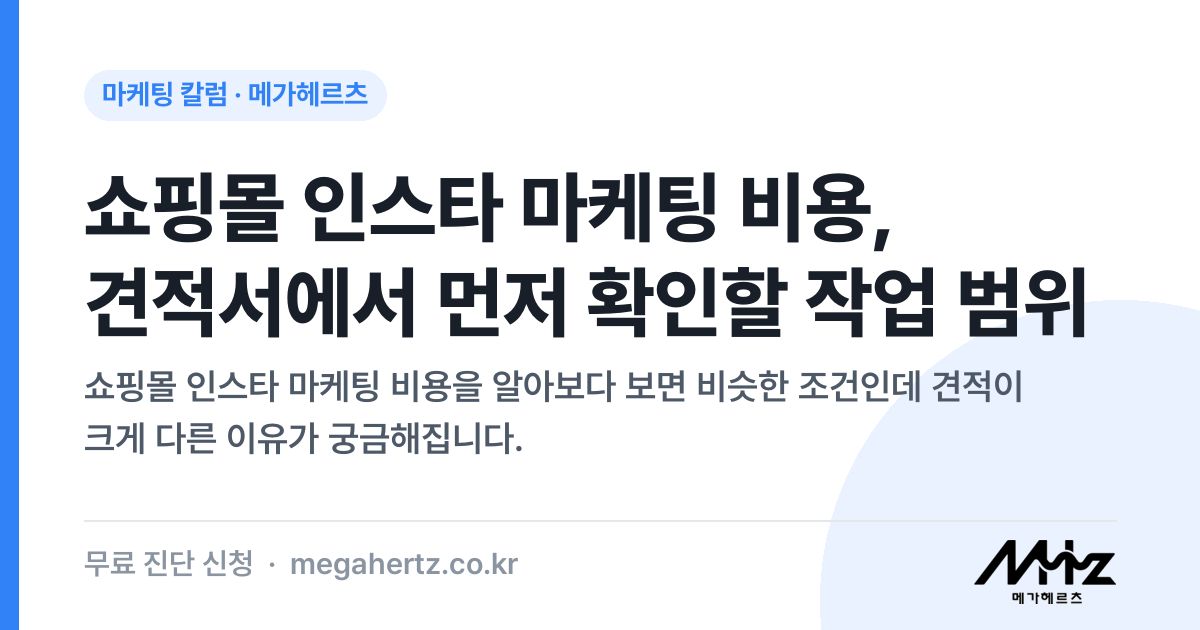 마케팅 칼럼 · 메가헤르츠
쇼핑몰 인스타 마케팅 비용,
견적서에서 먼저 확인할 작업 범위
쇼핑몰 인스타 마케팅 비용을 알아보다 보면 비슷한 조건인데 견적이
크게 다른 이유가 궁금해집니다.
무료 진단 신청 · megahertz.co.kr
MHz
메가헤르츠